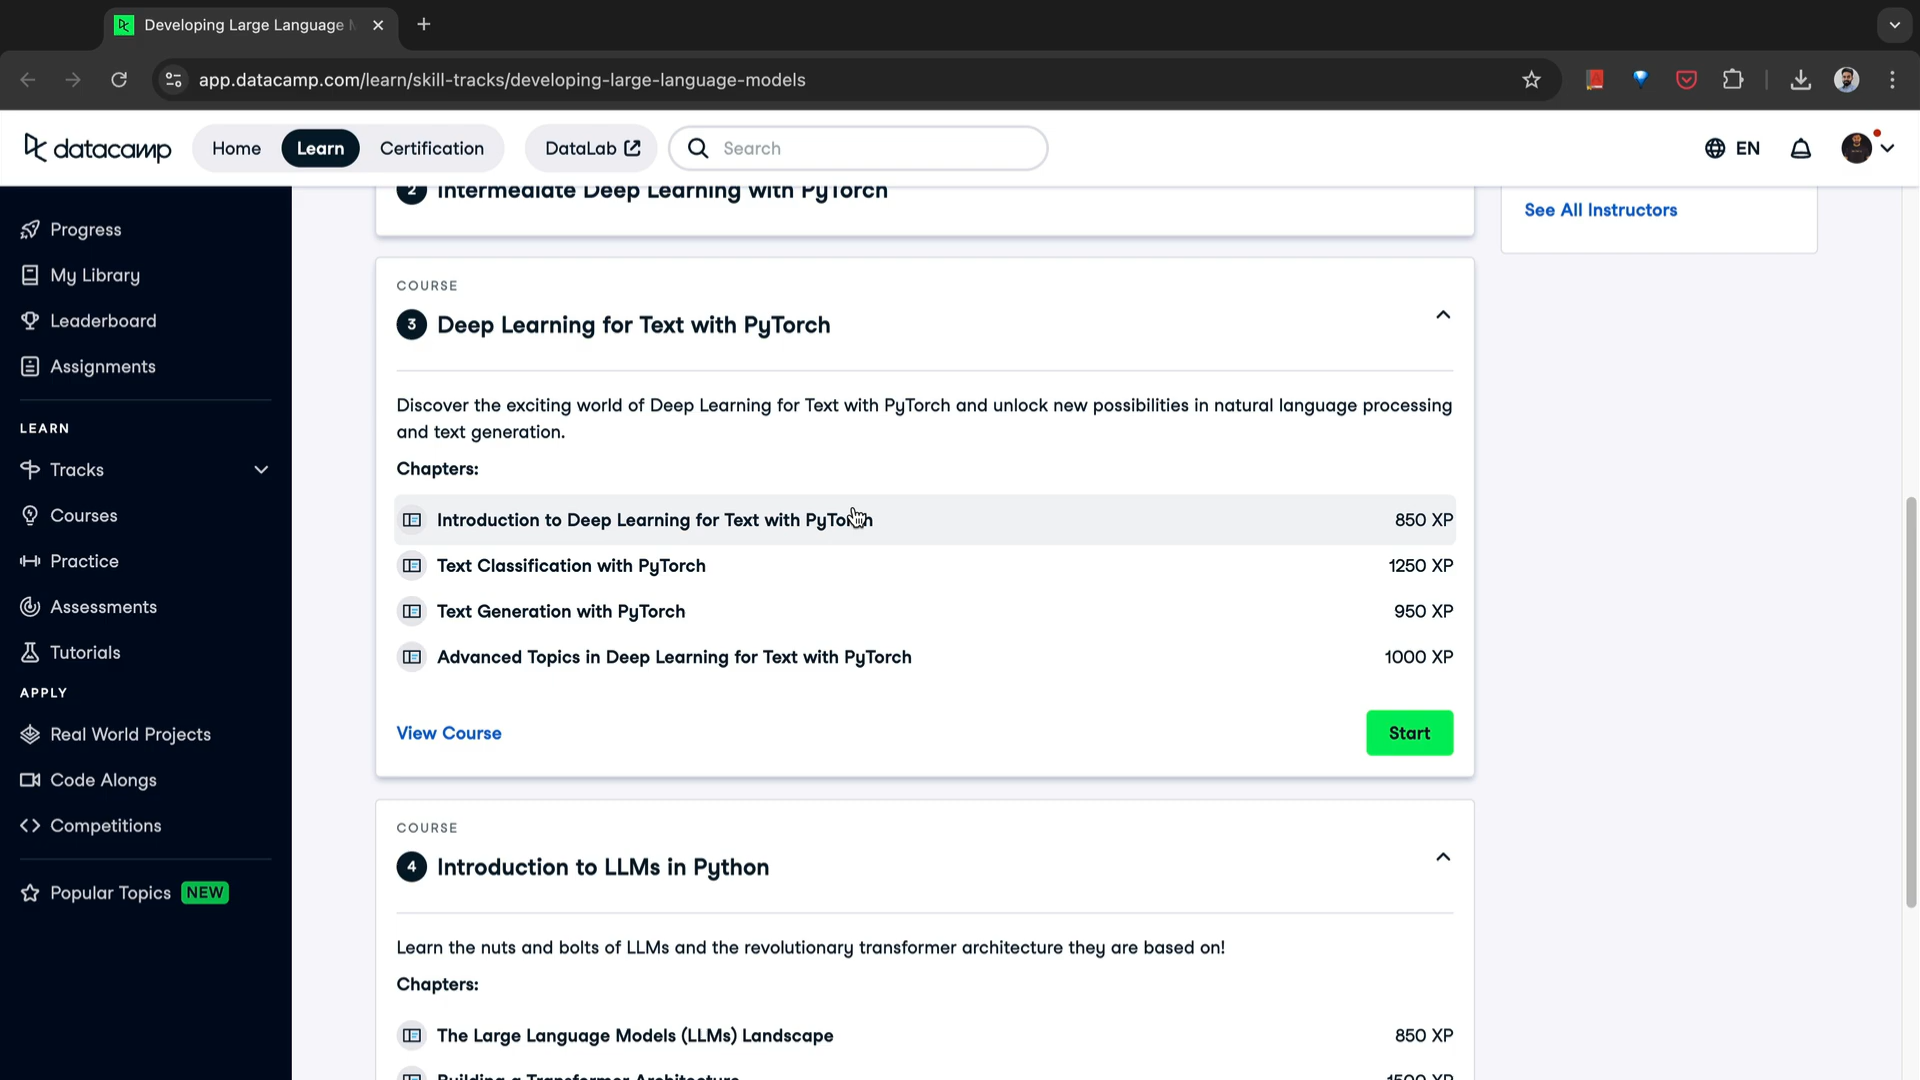 Developing Large Language
app.datacamp.com/learn/skill-tracks/developing-large-language-models
datacamp
Home
Learn
Certification
DataLab
Search
EN
Progress
My Library
Leaderboard
Assignments
LEARN
Tracks
Courses
Practice
Assessments
Tutorials
APPLY
Real World Projects
Code Alongs
Competitions
Popular Topics NEW
2 Intermediate Deep Learning with PyTorch
See All Instructors
COURSE
3 Deep Learning for Text with PyTorch
Discover the exciting world of Deep Learning for Text with PyTorch and unlock new possibilities in natural language processing
and text generation.
Chapters:
Introduction to Deep Learning for Text with PyTorch 850 XP
Text Classification with PyTorch 1250 XP
Text Generation with PyTorch 950 XP
Advanced Topics in Deep Learning for Text with PyTorch 1000 XP
View Course
Start
COURSE
4 Introduction to LLMs in Python
Learn the nuts and bolts of LLMs and the revolutionary transformer architecture they are based on!
Chapters:
The Large Language Models (LLMs) Landscape 850 XP
Building a Transformer Architecture 1500 XP